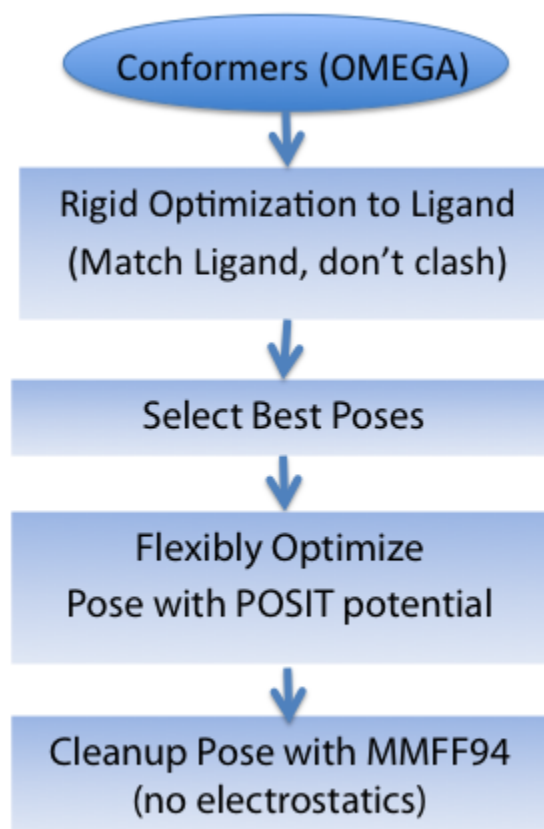 Conformers (OMEGA)
Rigid Optimization to Ligand
(Match Ligand, don't clash)
Select Best Poses
Flexibly Optimize
Pose with POSIT potential
Cleanup Pose with MMFF94
(no electrostatics)